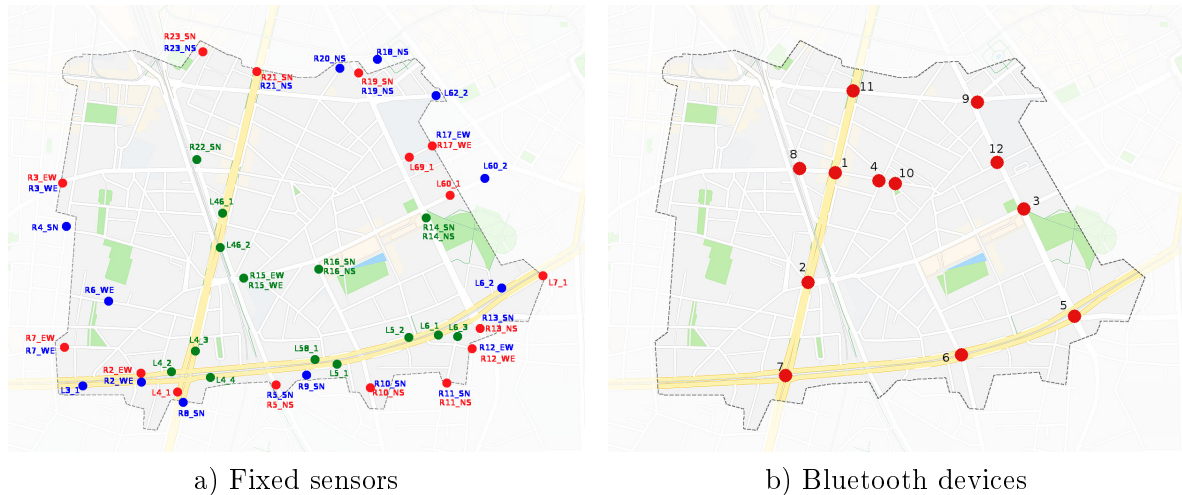 R23_SN
R23_NS
R18_NS
R20_NS
R21_SN
R21_NS
R19_SN
R19_NS
L62_2
R17_EW
R17_WE
R22_SN
L69_1
L60_2
R3_EW
R3_WE
L60_1
L46_1
R4_SN
R14_SN
R14_NS
L46_2
R16_SN
R16_NS
R15_EW
R15_WE
L7_1
L6_2
R6_WE
R13_SN
R13_NS
R7_EW
R7_WE
L4_3
L5_2
L6_1
L6_3
L58_1
R12_EW
R12_WE
L4_2
R2_EW
R2_WE
L5_1
L3_1
L4_4
R9_SN
L4_1
R5_SN
R5_NS
R10_SN
R10_NS
R11_SN
R11_NS
R8_SN
a) Fixed sensors
11
9
8
1
4
10
12
3
2
5
6
7
b) Bluetooth devices